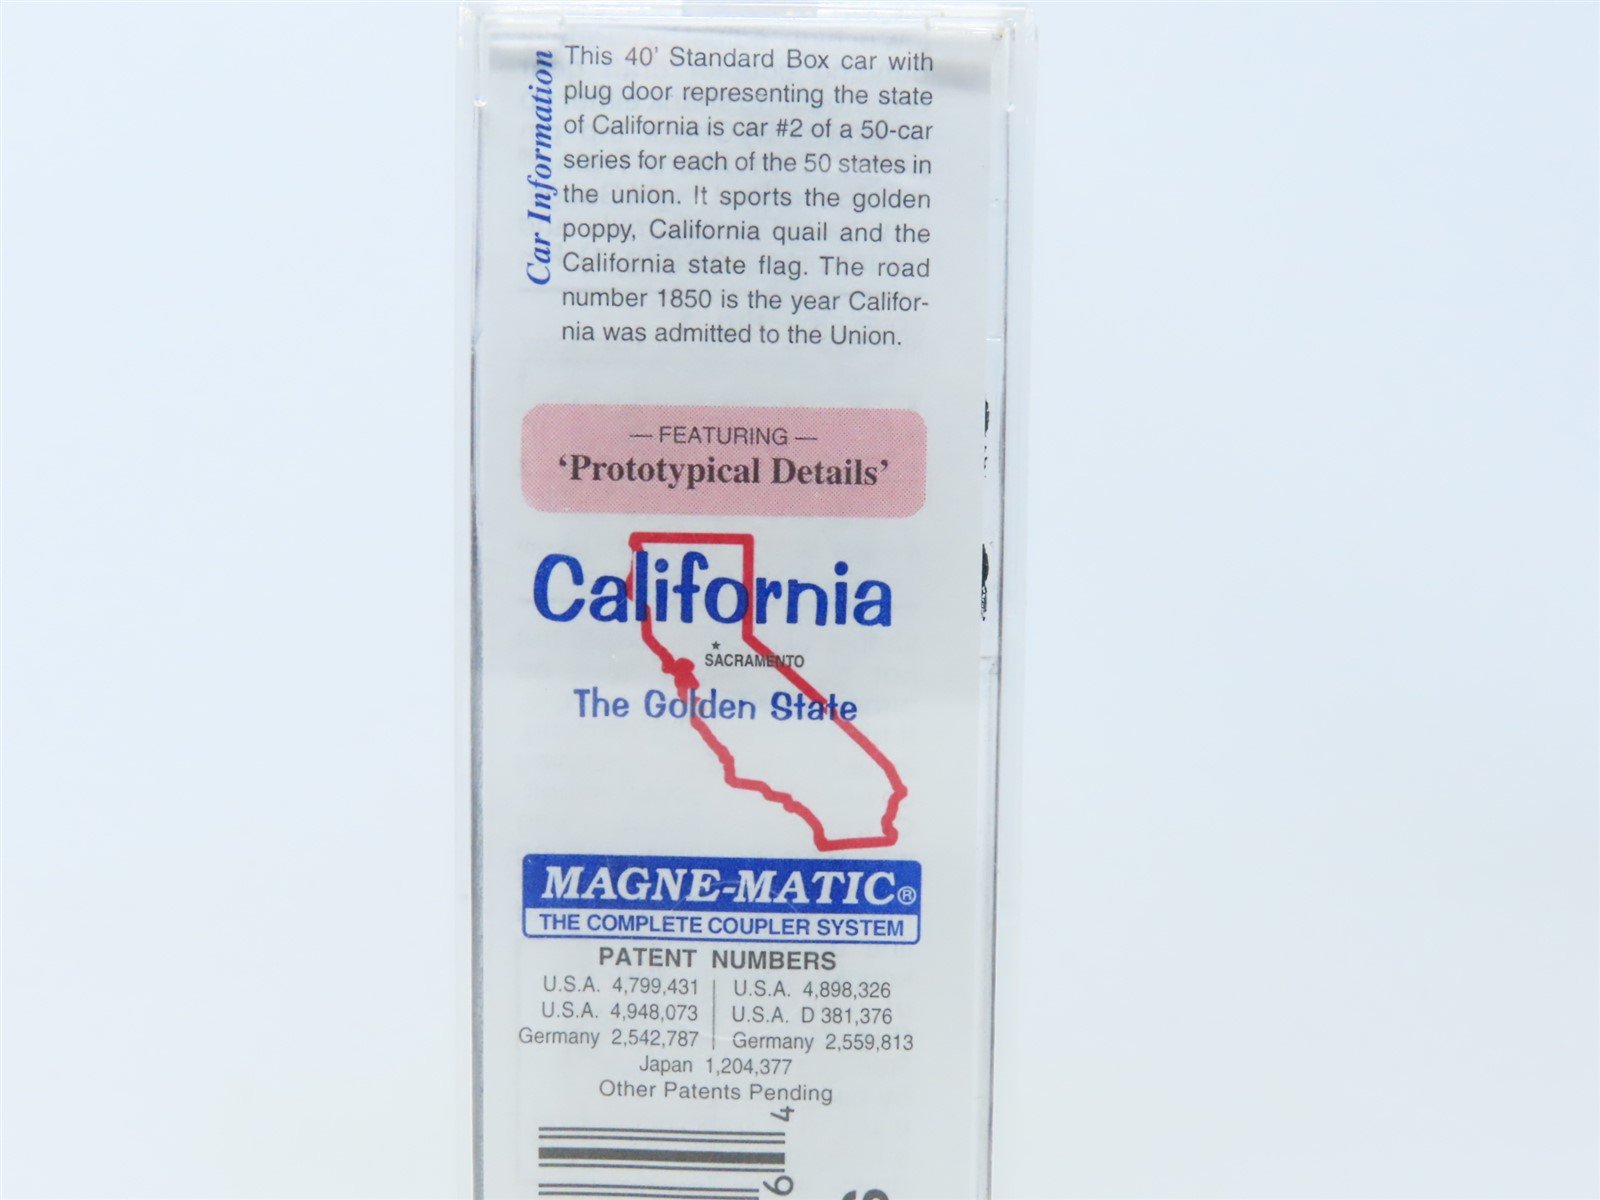 Car Information
This 40' Standard Box car with
plug door representing the state
of California is car #2 of a 50-car
series for each of the 50 states in
the union. It sports the golden
poppy, California quail and the
California state flag. The road
number 1850 is the year Califor-
nia was admitted to the Union.
— FEATURING —
‘Prototypical Details’
California
SACRAMENTO
The Golden State
MAGNE-MATIC®
THE COMPLETE COUPLER SYSTEM
PATENT NUMBERS
U.S.A. 4,799,431 | U.S.A. 4,898,326
U.S.A. 4,948,073 | U.S.A. D 381,376
Germany 2,542,787 | Germany 2,559,813
Japan 1,204,377
Other Patents Pending
4
6